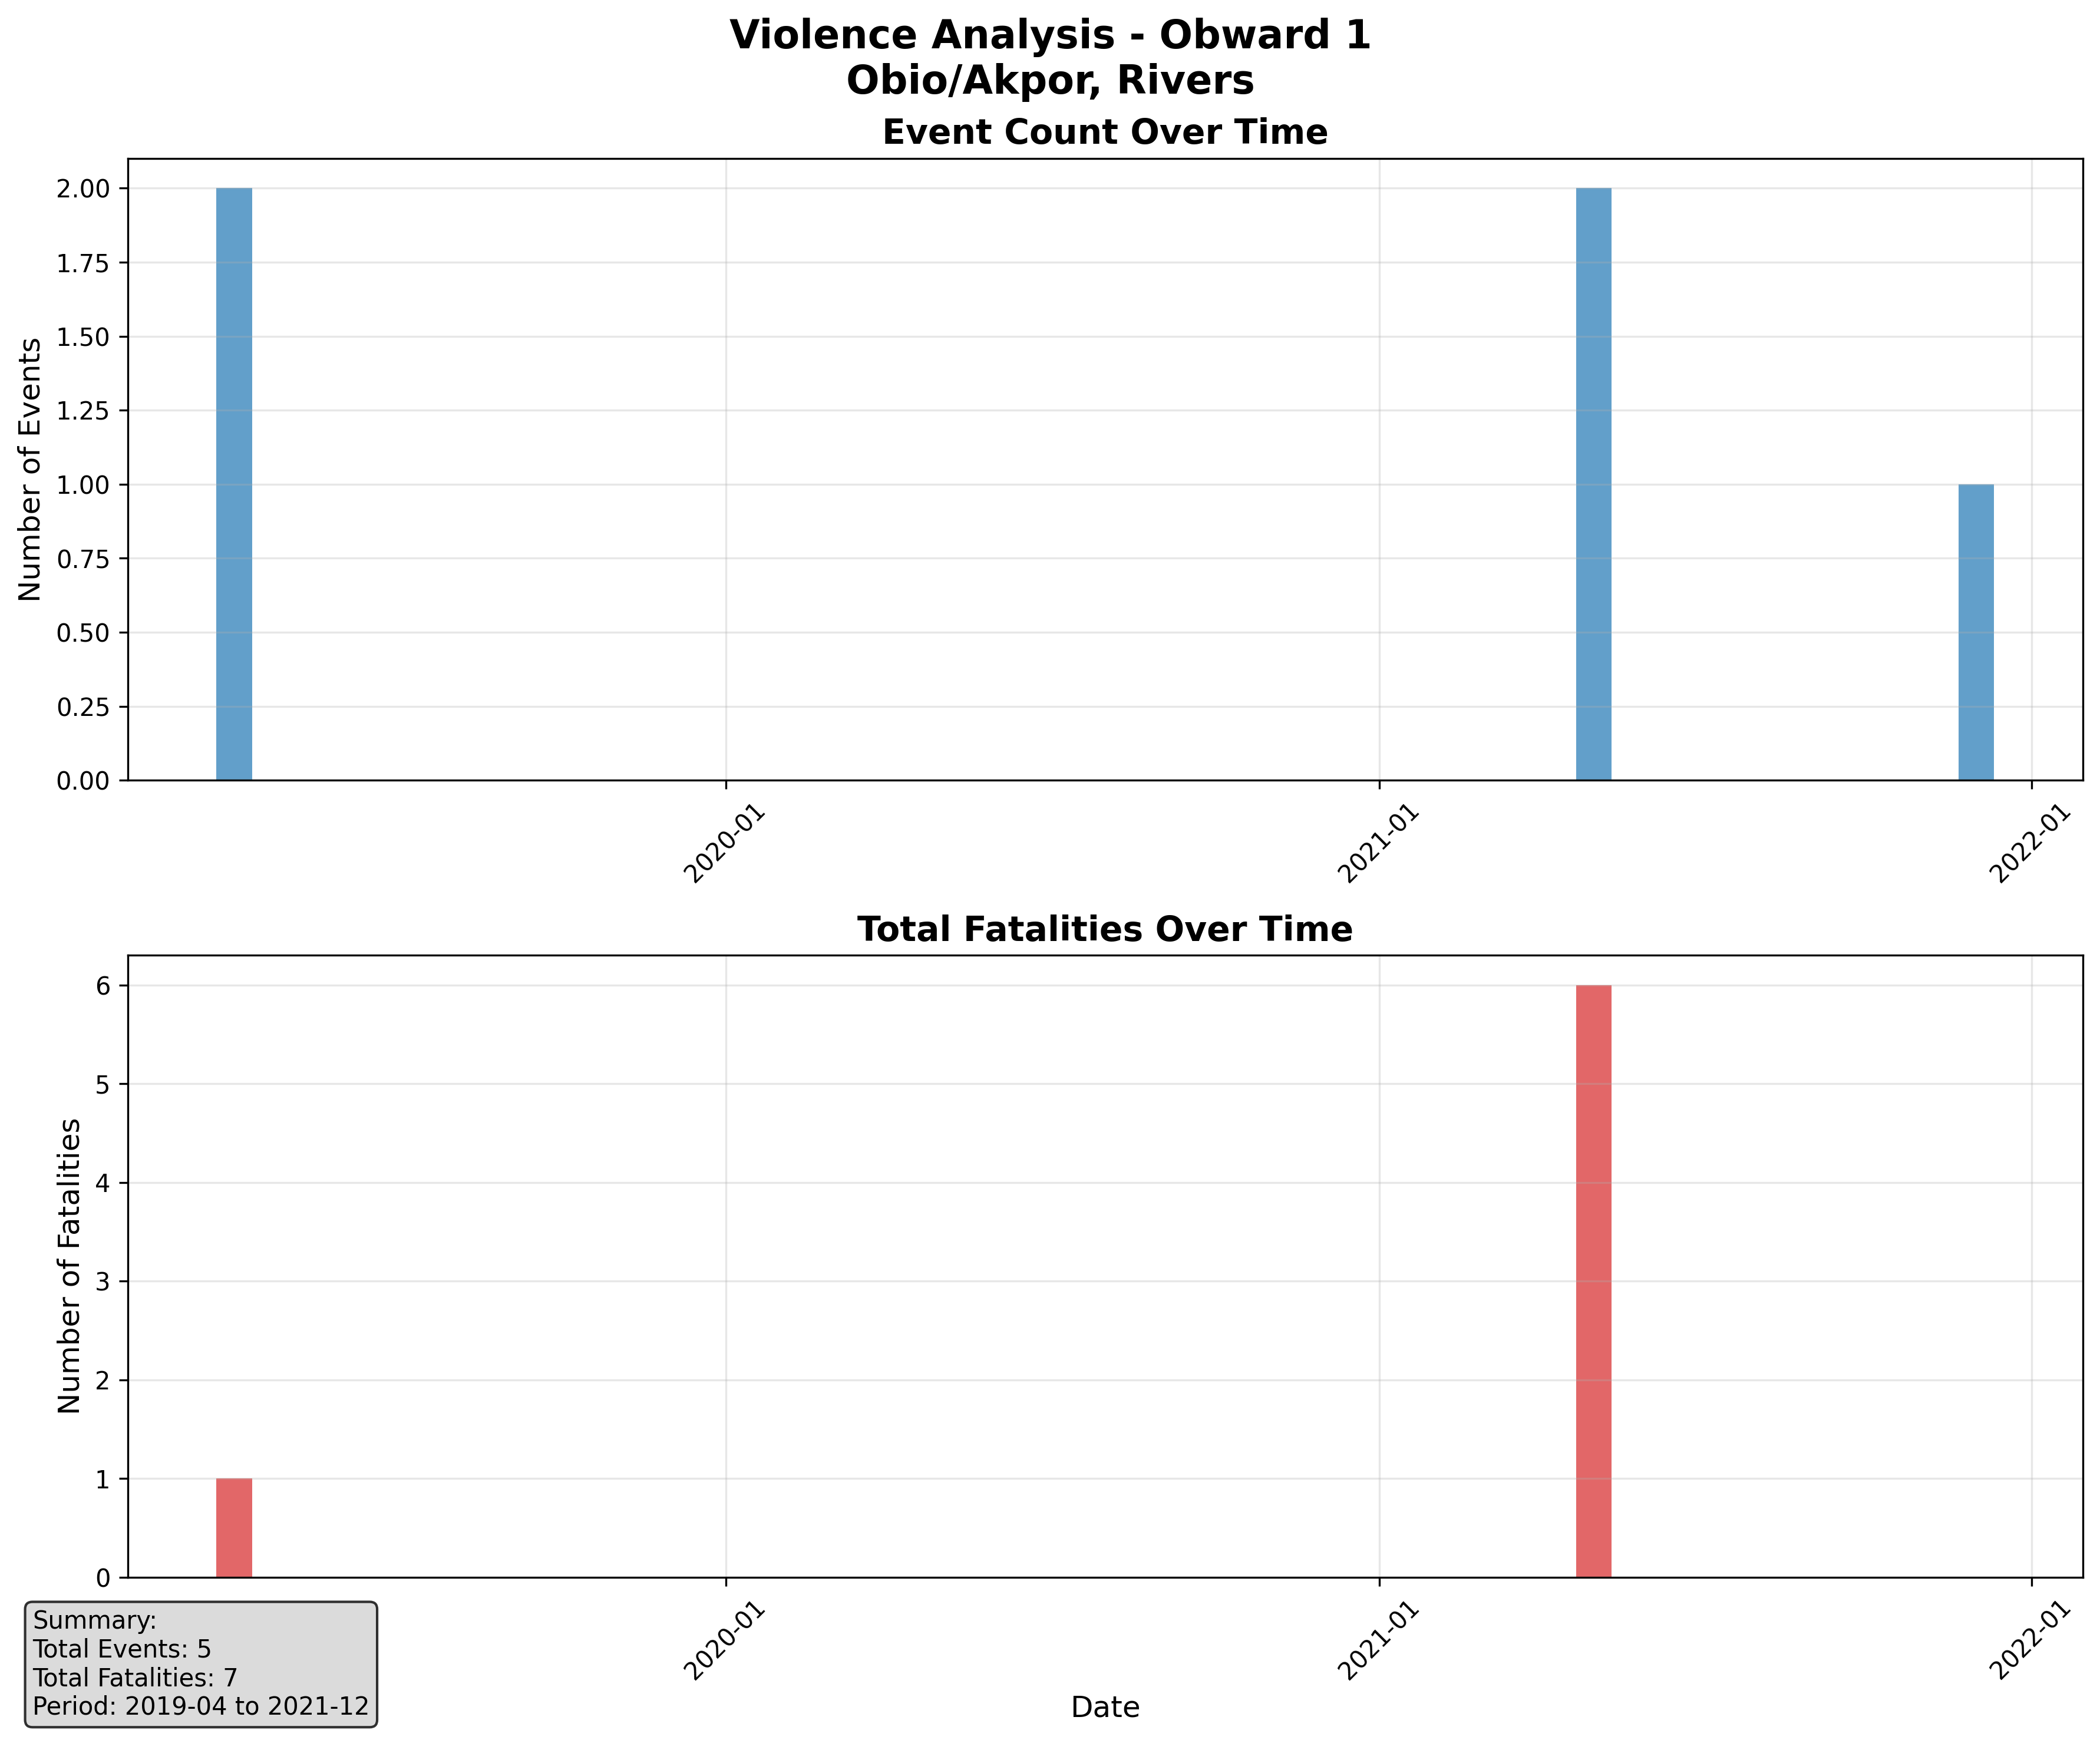 Violence Analysis - Obward 1
Obio/Akpor, Rivers
Event Count Over Time
2.00
1.75
1.50
1.25
1.00
0.75
0.50
0.25
0.00
Number of Events
2020-01
2021-01
2022-01
Total Fatalities Over Time
6
5
4
3
2
1
0
Number of Fatalities
2020-01
2021-01
2022-01
Date
Summary:
Total Events: 5
Total Fatalities: 7
Period: 2019-04 to 2021-12